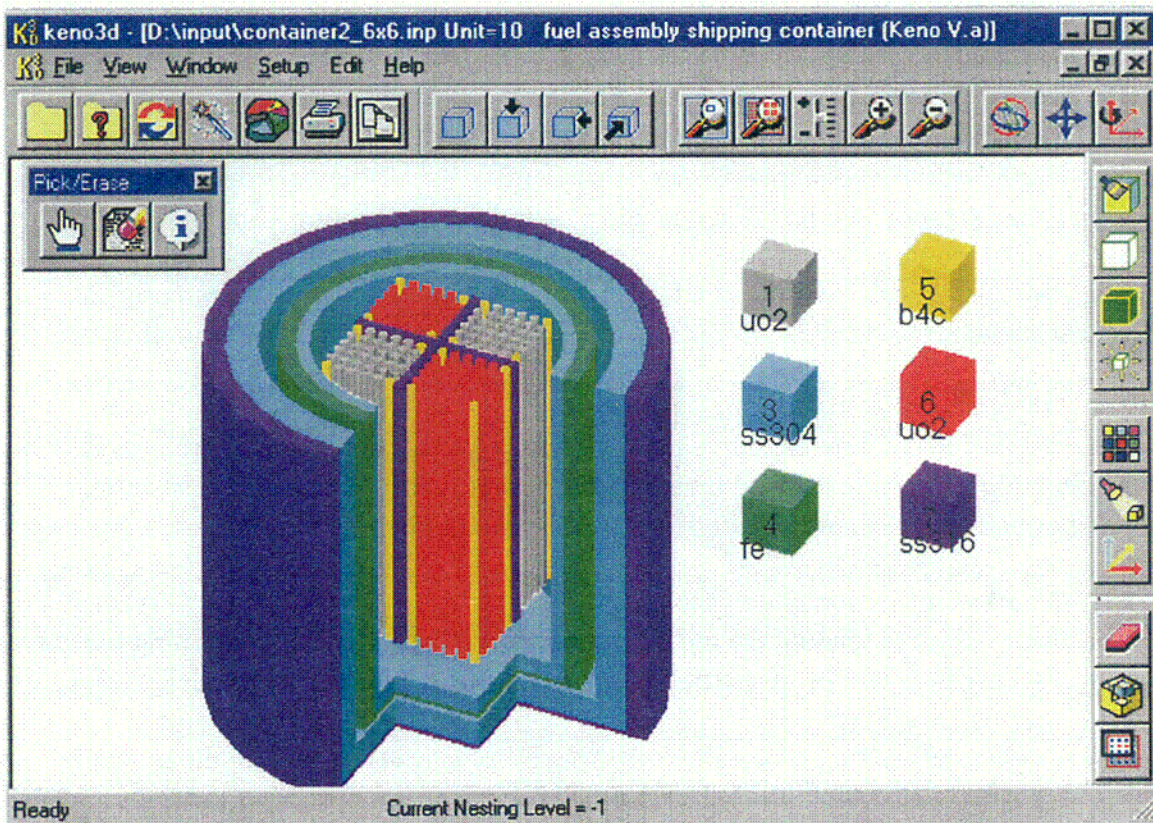 keno3d - [D:\input\container2_6x6.inp Unit=10 fuel assembly shipping container (Keno V.a)]
File View Window Setup Edit Help
Pick/Erase
1
uo2
5
b4c
3
ss304
6
uo2
4
fe
ss316
Ready
Current Nesting Level = -1